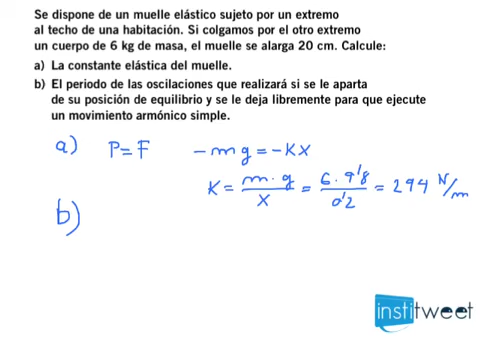 Se dispone de un muelle elástico sujeto por un extremo
al techo de una habitación. Si colgamos por el otro extremo
un cuerpo de 6 kg de masa, el muelle se alarga 20 cm. Calcule:
a) La constante elástica del muelle.
b) El periodo de las oscilaciones que realizará si se le aparta
de su posición de equilibrio y se le deja libremente para que ejecute
un movimiento armónico simple.
a) P=F -mg=-Kx
K = m·g/x = 6·9'8/0'2 = 294 N/m
b)
institweet